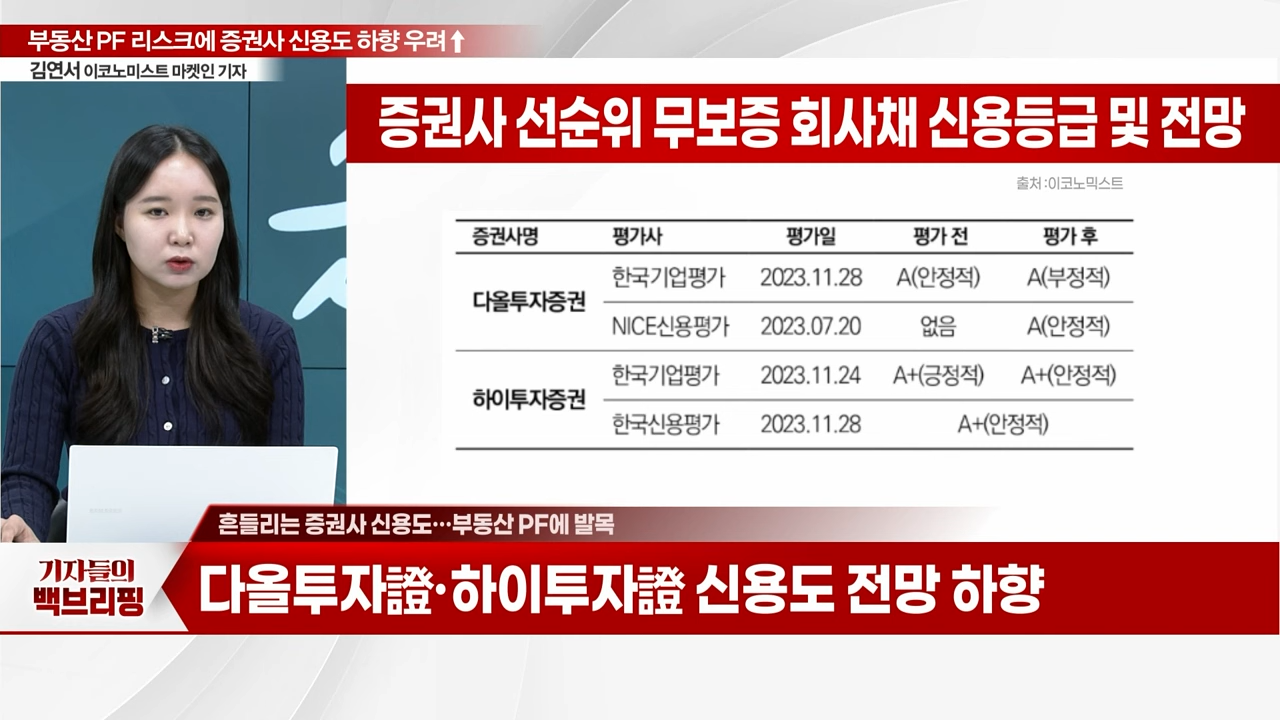 부동산 PF 리스크에 증권사 신용도 하향 우려⬆
김연서 이코노미스트 마켓인 기자
증권사 선순위 무보증 회사채 신용등급 및 전망
출처 :이코노믹스트
증권사명 평가사 평가일 평가 전 평가 후
다올투자증권 한국기업평가 2023.11.28 A(안정적) A(부정적)
NICE신용평가 2023.07.20 없음 A(안정적)
하이투자증권 한국기업평가 2023.11.24 A+(긍정적) A+(안정적)
한국신용평가 2023.11.28 A+(안정적)
흔들리는 증권사 신용도…부동산 PF에 발목
기자들의
백브리핑
다올투자證·하이투자證 신용도 전망 하향